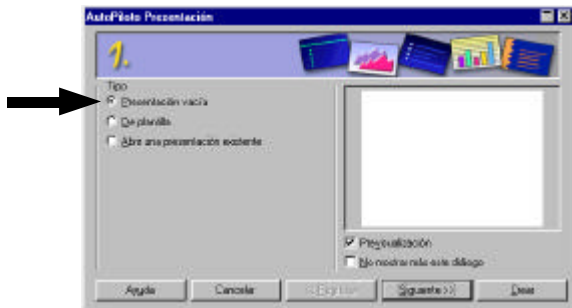 AutoPiloto Presentación
1.
Tipo
Presentación vacía
De plantilla
Abrir una presentación existente
Previsualización
No mostrar más este diálogo
Ayuda
Cancelar
Siguiente >>
Crear